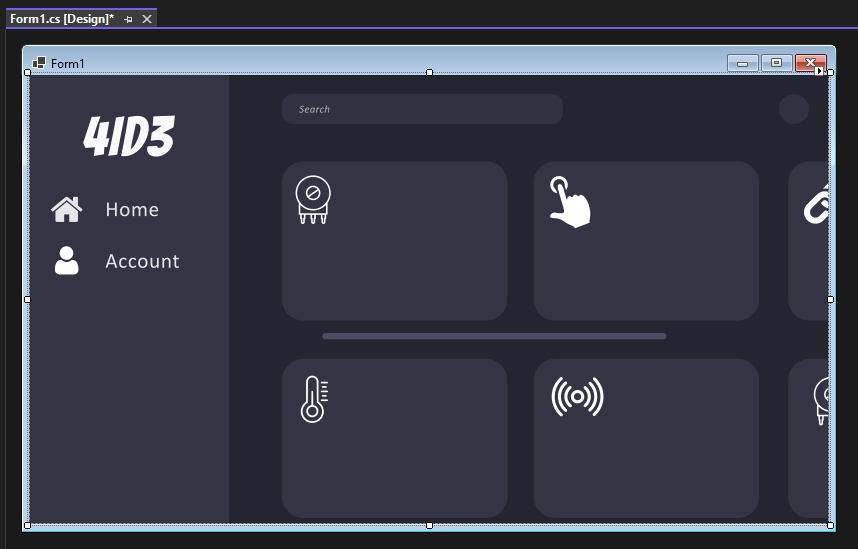 Form1.cs [Design]*
Form1
4ID3
Search
Home
Account